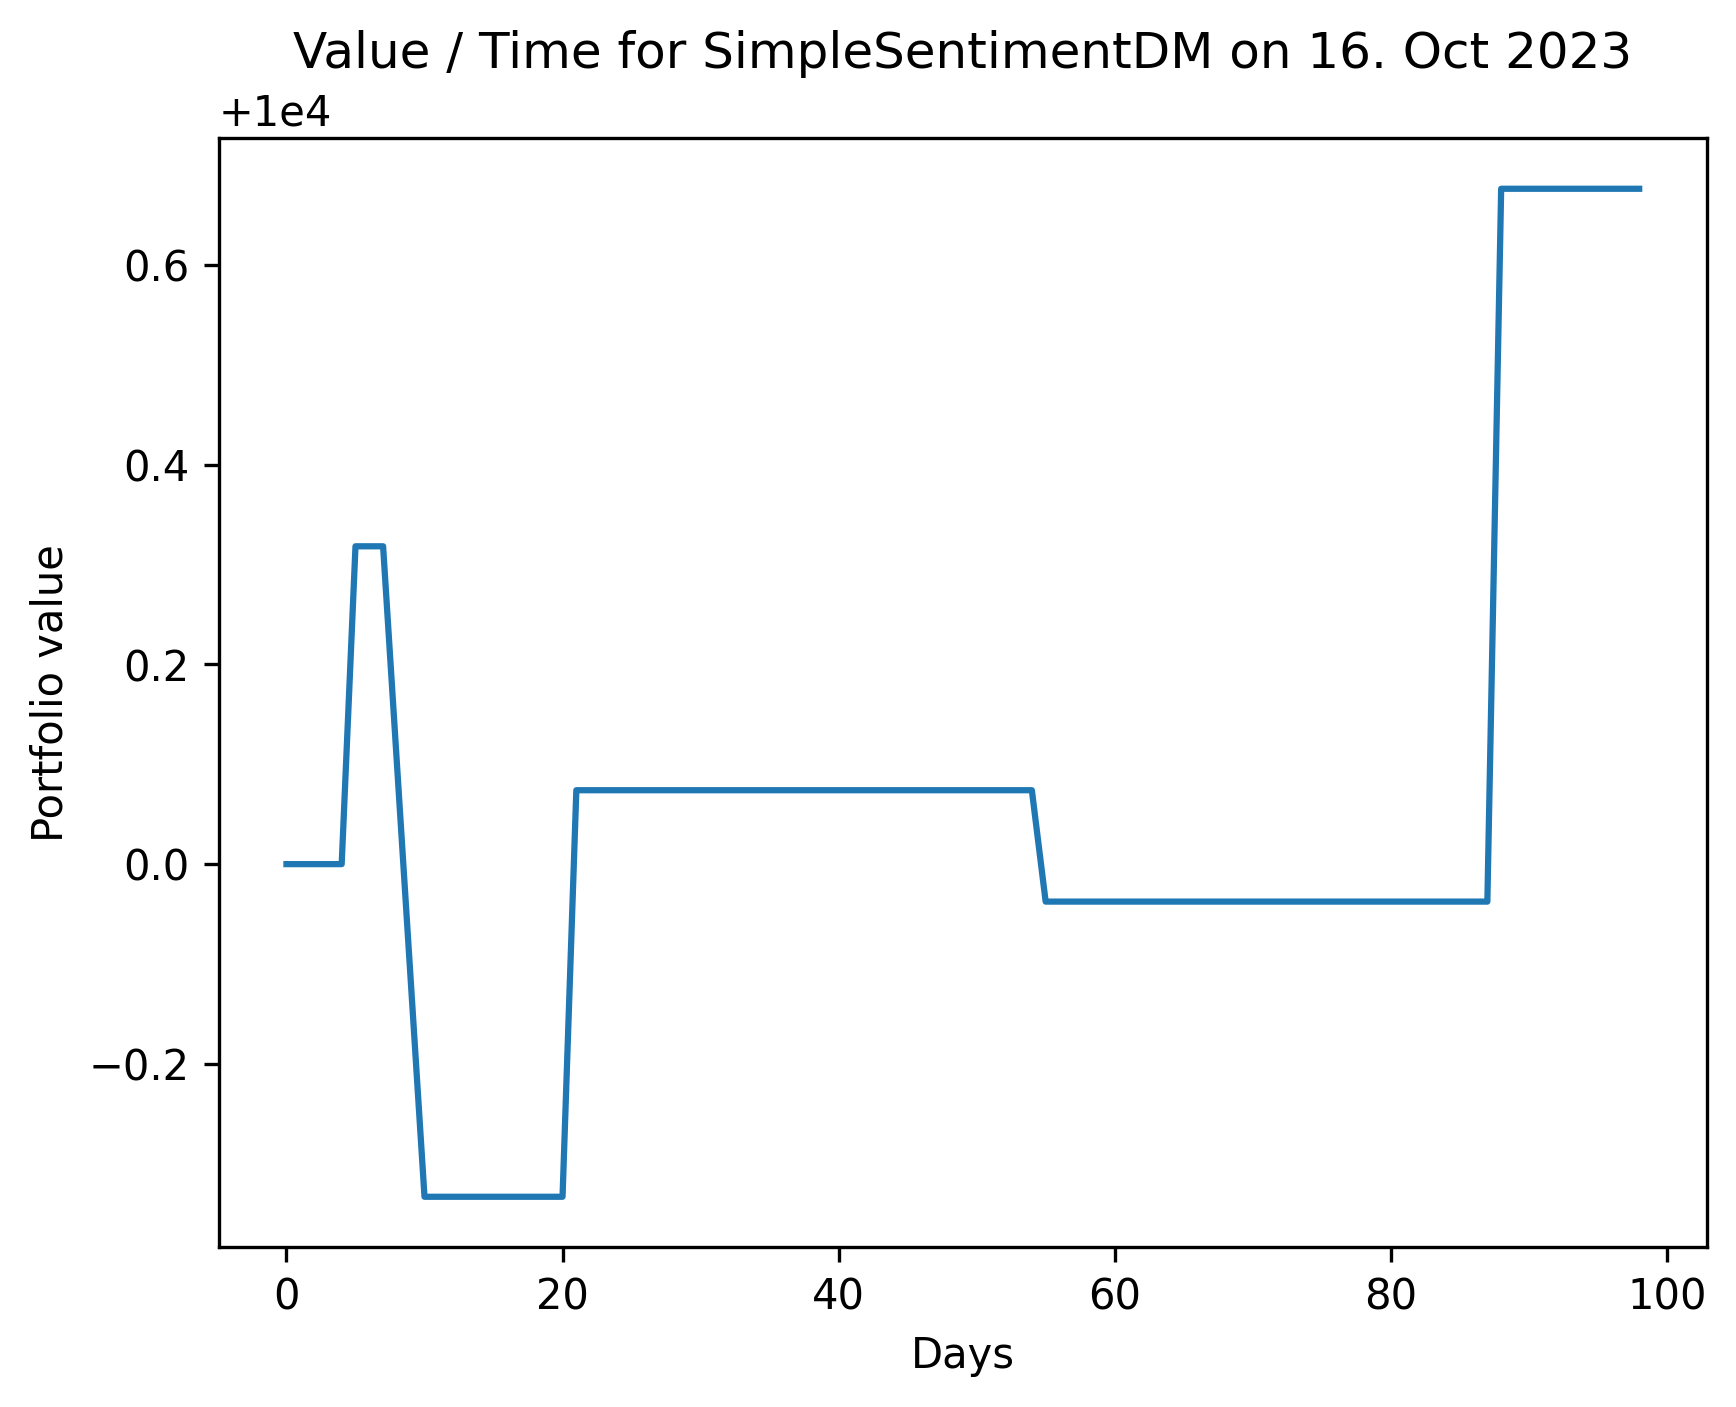 Value / Time for SimpleSentimentDM on 16. Oct 2023
+1e4
0.6
0.4
0.2
0.0
−0.2
Portfolio value
0 20 40 60 80 100
Days